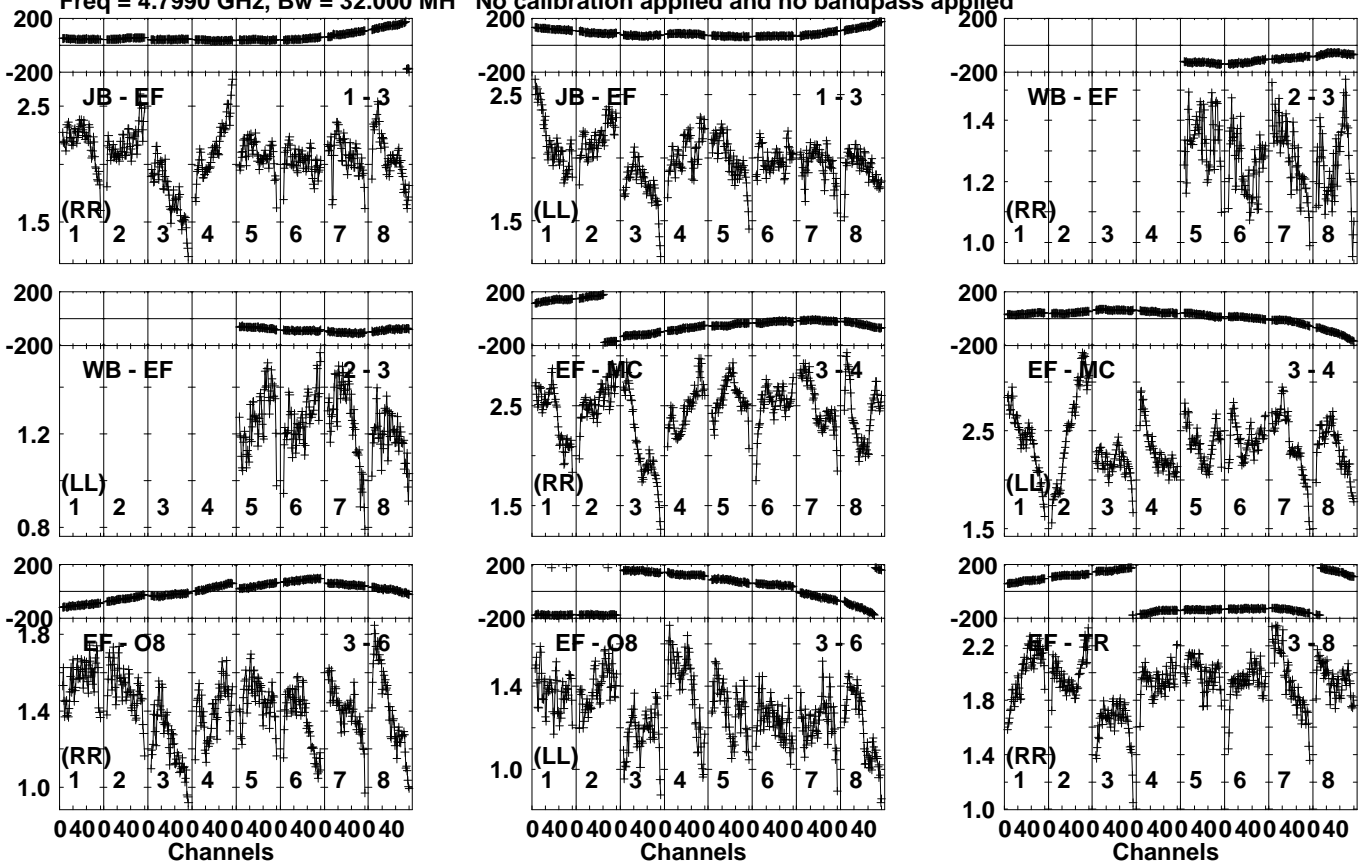 Freq = 4.7990 GHz, Bw = 32.000 MH No calibration applied and no bandpass applied
200
-200
JB - EF 1 - 3
2.5
1.5
(RR)
1 2 3 4 5 6 7 8
200
-200
JB - EF 1 - 3
2.5
1.5
(LL)
1 2 3 4 5 6 7 8
200
-200
WB - EF 2 - 3
1.4
1.2
1.0
(RR)
1 2 3 4 5 6 7 8
200
-200
WB - EF 2 - 3
1.2
0.8
(LL)
1 2 3 4 5 6 7 8
200
-200
EF - MC 3 - 4
2.5
1.5
(RR)
1 2 3 4 5 6 7 8
200
-200
EF - MC 3 - 4
2.5
1.5
(LL)
1 2 3 4 5 6 7 8
200
-200
1.8
EF - O8 3 - 6
1.4
1.0
(RR)
1 2 3 4 5 6 7 8
0 40 0 40 0 40 0 40 0 40 0 40 0 40 0 40
Channels
200
-200
EF - O8 3 - 6
1.4
1.0
(LL)
1 2 3 4 5 6 7 8
0 40 0 40 0 40 0 40 0 40 0 40 0 40 0 40
Channels
200
-200
EF - TR 3 - 8
2.2
1.8
1.4
1.0
(RR)
1 2 3 4 5 6 7 8
0 40 0 40 0 40 0 40 0 40 0 40 0 40 0 40
Channels